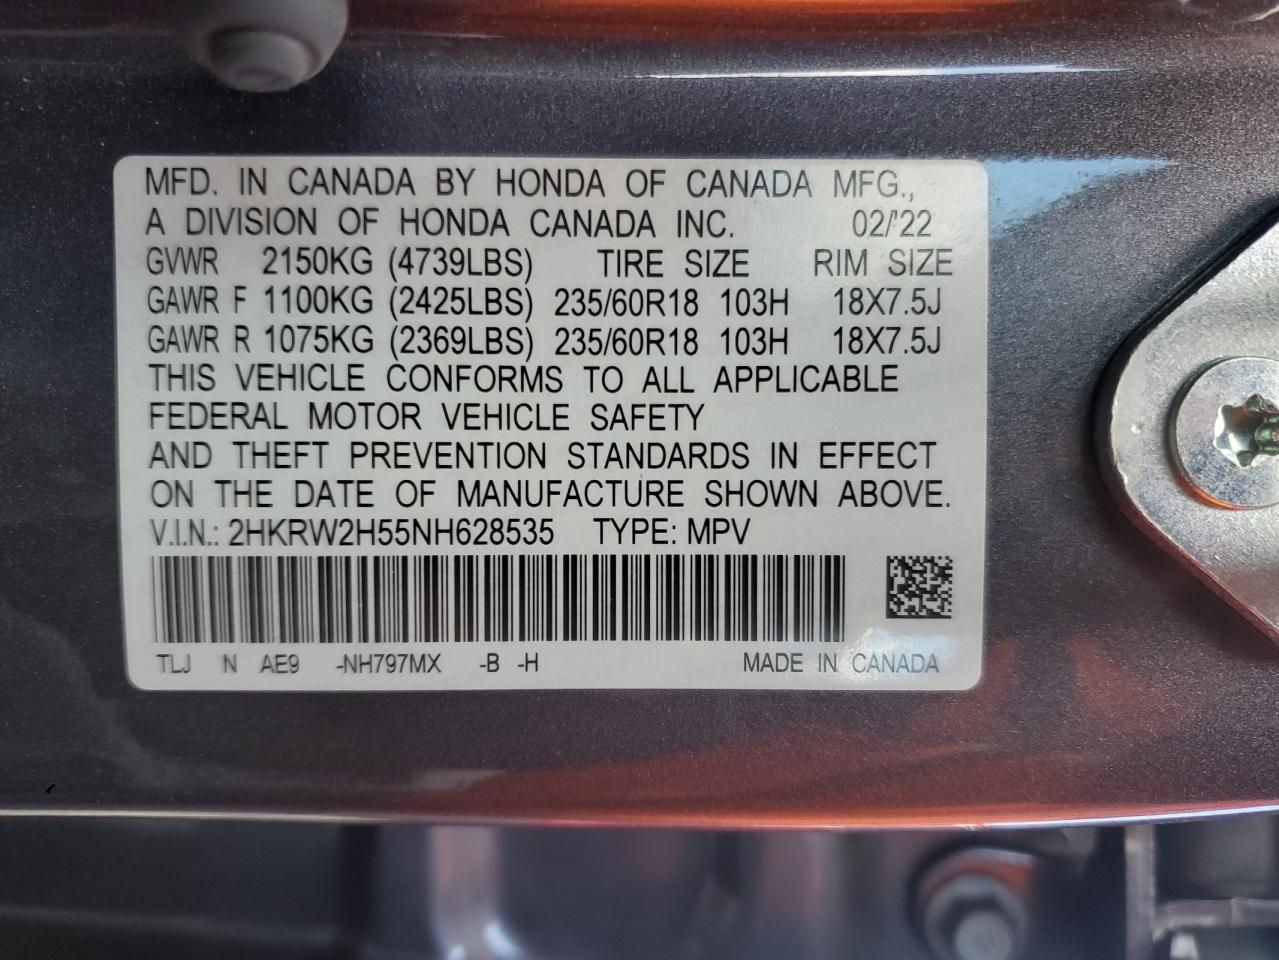 MFD. IN CANADA BY HONDA OF CANADA MFG.,
A DIVISION OF HONDA CANADA INC. 02/'22
GVWR 2150KG (4739LBS) TIRE SIZE RIM SIZE
GAWR F 1100KG (2425LBS) 235/60R18 103H 18X7.5J
GAWR R 1075KG (2369LBS) 235/60R18 103H 18X7.5J
THIS VEHICLE CONFORMS TO ALL APPLICABLE
FEDERAL MOTOR VEHICLE SAFETY
AND THEFT PREVENTION STANDARDS IN EFFECT
ON THE DATE OF MANUFACTURE SHOWN ABOVE.
V.I.N.: 2HKRW2H55NH628535 TYPE: MPV
TLJ N AE9 -NH797MX -B -H MADE IN CANADA